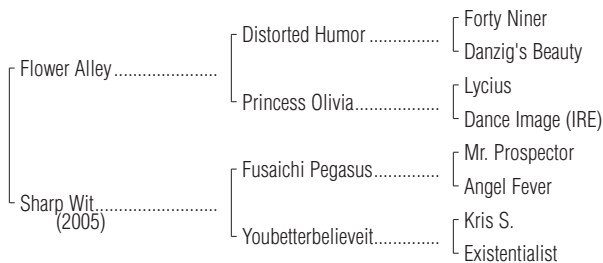 Forty Niner
Distorted Humor ...............
Danzig's Beauty
Flower Alley......................
Lycius
Princess Olivia..................
Dance Image (IRE)
Mr. Prospector
Fusaichi Pegasus..............
Angel Fever
Sharp Wit..........................
(2005)
Kris S.
Youbetterbelieveit..............
Existentialist